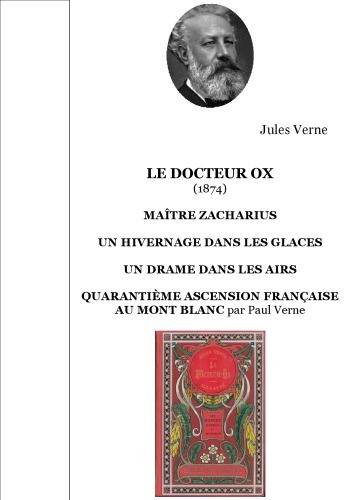 Jules Verne
LE DOCTEUR OX
(1874)
MAÎTRE ZACHARIUS
UN HIVERNAGE DANS LES GLACES
UN DRAME DANS LES AIRS
QUARANTIÈME ASCENSION FRANÇAISE
AU MONT BLANC par Paul Verne